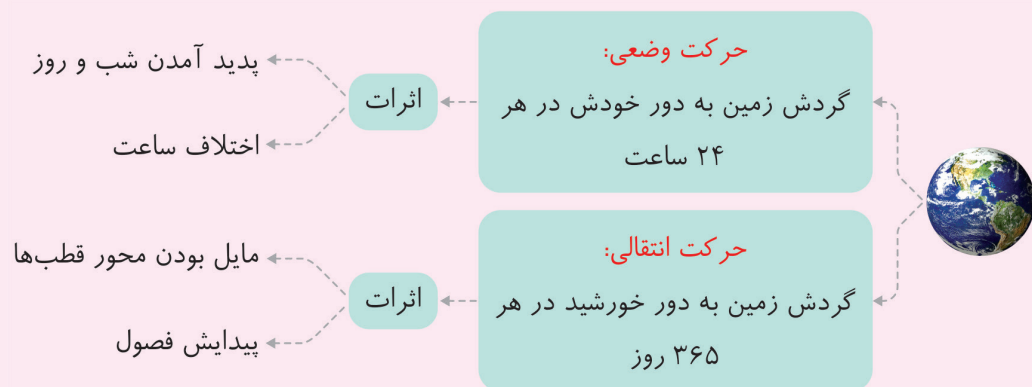 حرکت وضعی:
گردش زمین به دور خودش در هر
۲۴ ساعت
اثرات
پدید آمدن شب و روز
اختلاف ساعت
حرکت انتقالی:
گردش زمین به دور خورشید در هر
۳۶۵ روز
اثرات
مایل بودن محور قطب‌ها
پیدایش فصول